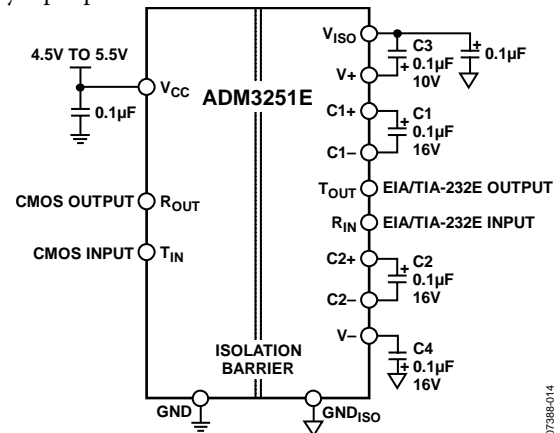 4.5V TO 5.5V
0.1µF
VCC
ADM3251E
VISO
C3
+ 0.1µF
10V
+ 0.1µF
V+
C1+
C1
+ 0.1µF
16V
C1–
CMOS OUTPUT
ROUT
TOUT
EIA/TIA-232E OUTPUT
RIN
EIA/TIA-232E INPUT
CMOS INPUT
TIN
C2+
C2
+ 0.1µF
16V
C2–
V–
C4
+ 0.1µF
16V
ISOLATION
BARRIER
GND
GNDISO
07388-014